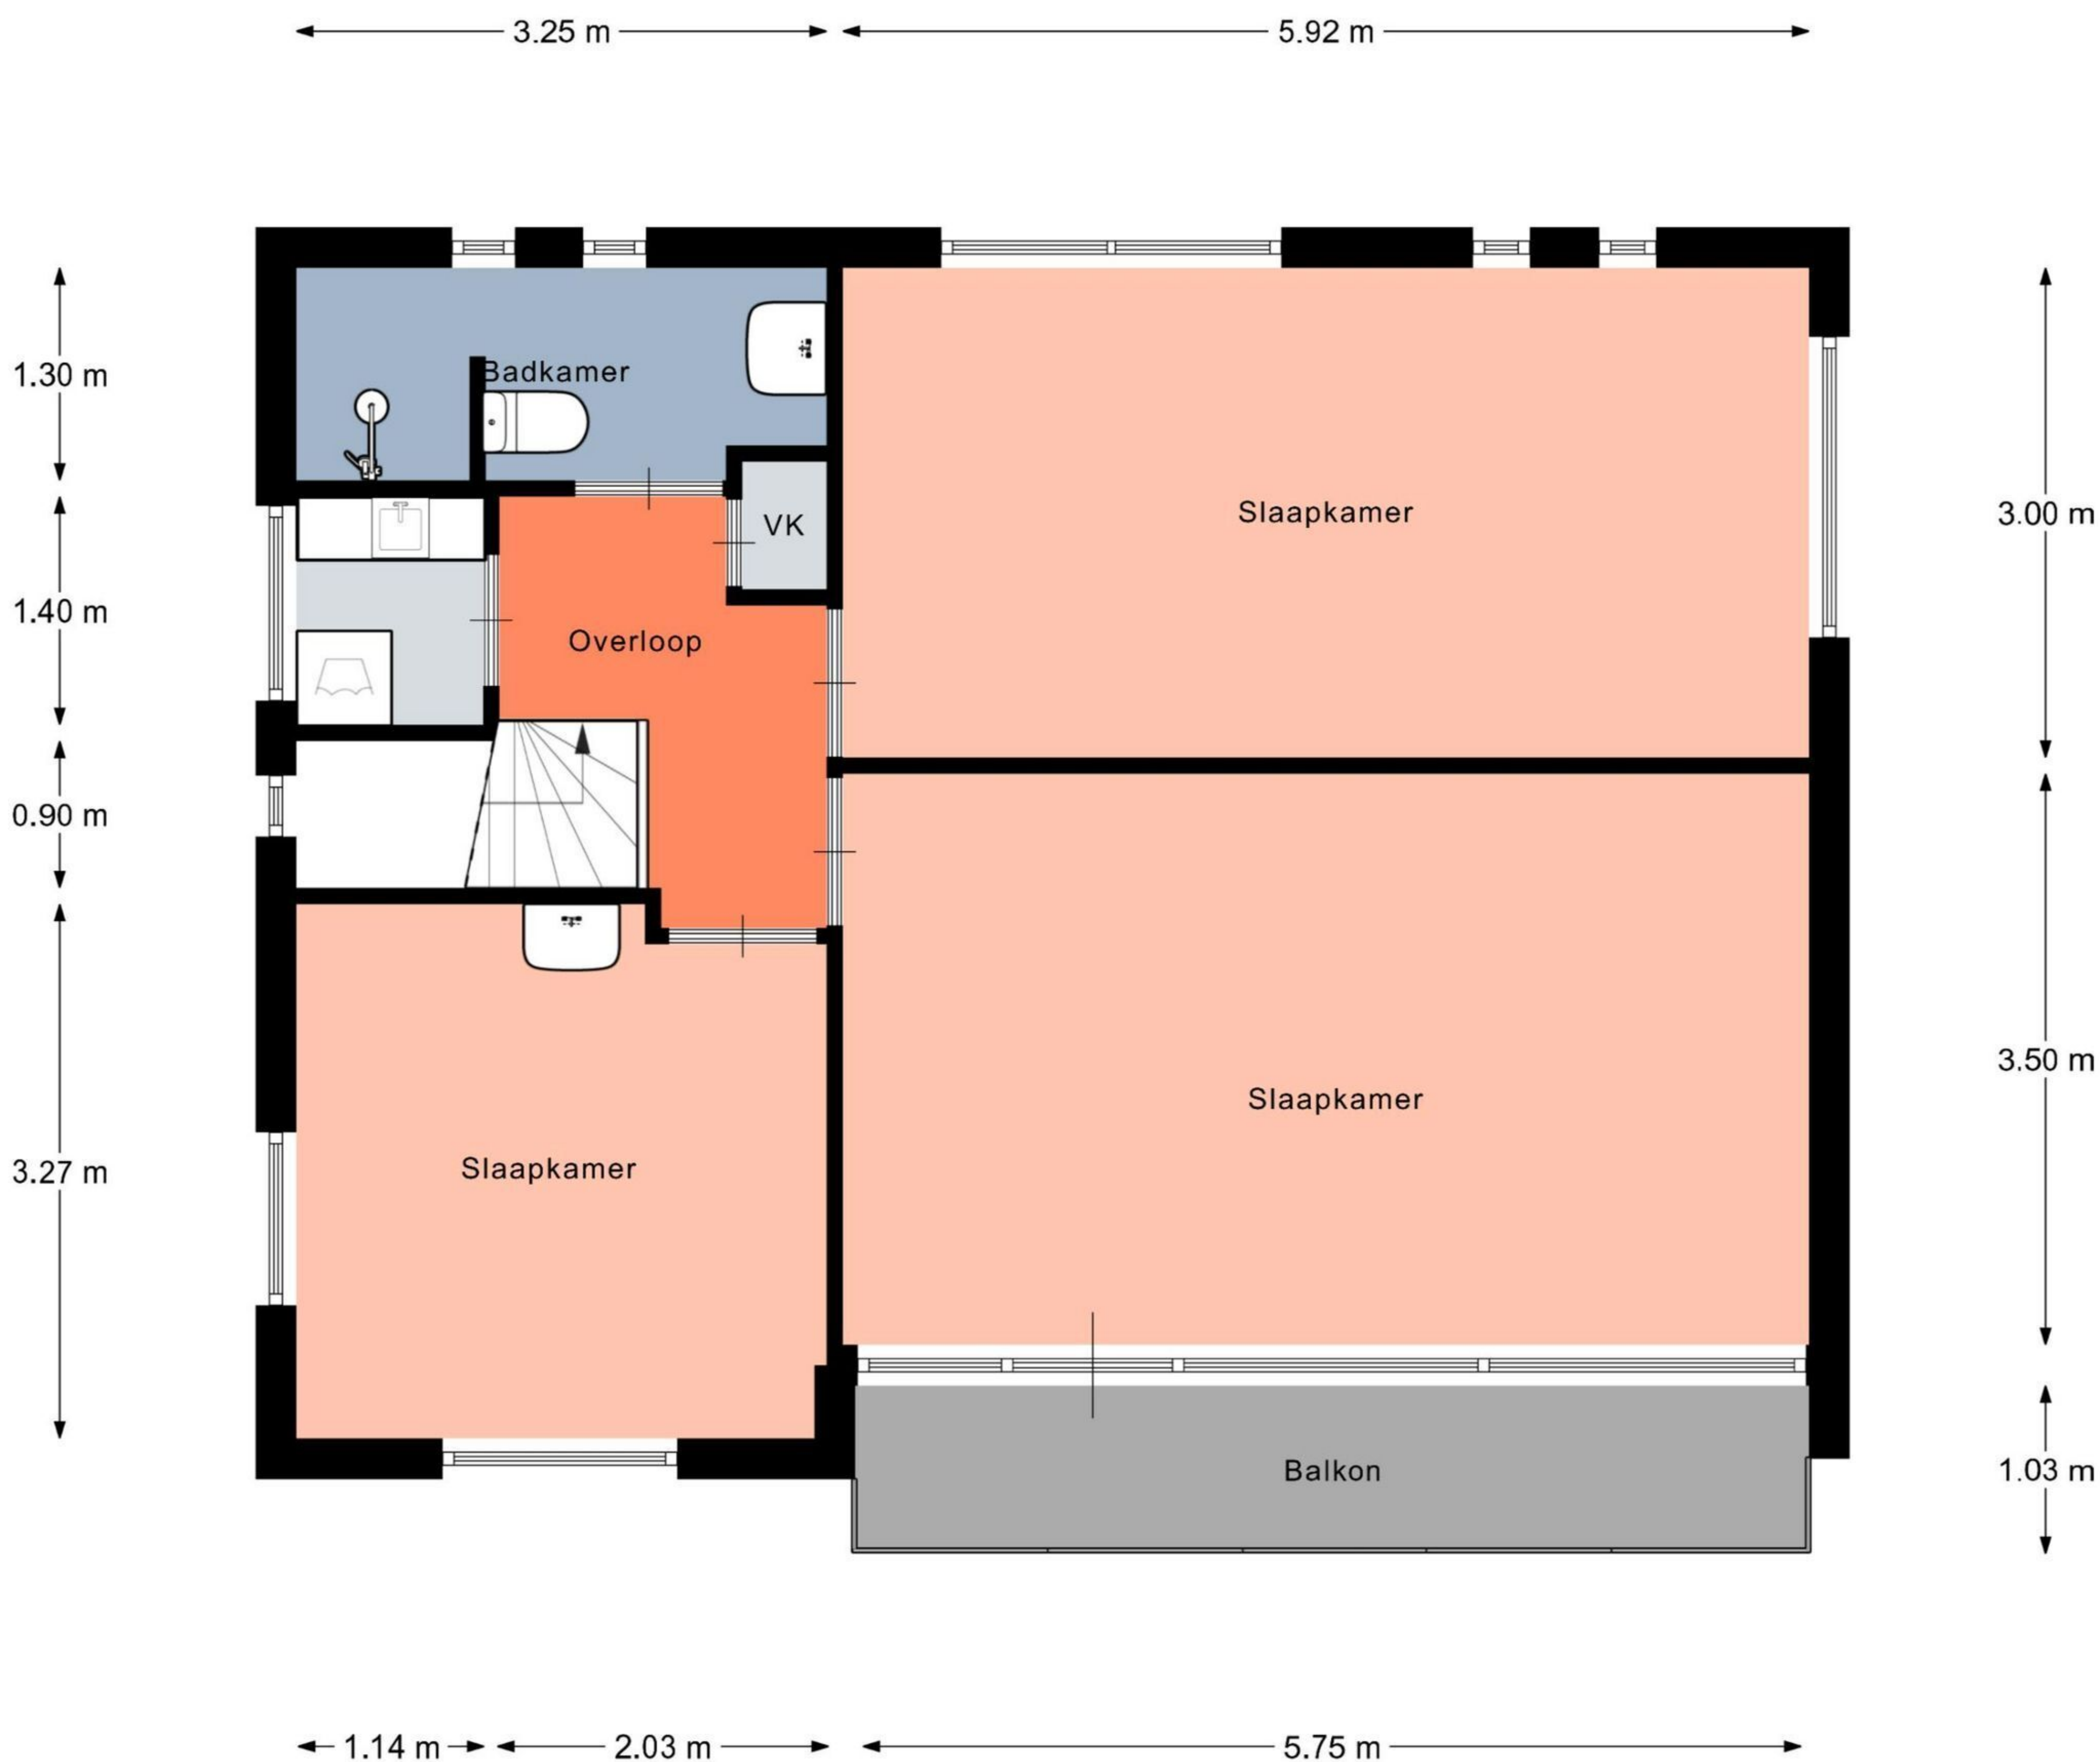 3.25 m
5.92 m
1.30 m
Badkamer
Slaapkamer
3.00 m
VK
1.40 m
Overloop
0.90 m
3.50 m
Slaapkamer
3.27 m
Slaapkamer
Balkon
1.03 m
1.14 m
2.03 m
5.75 m